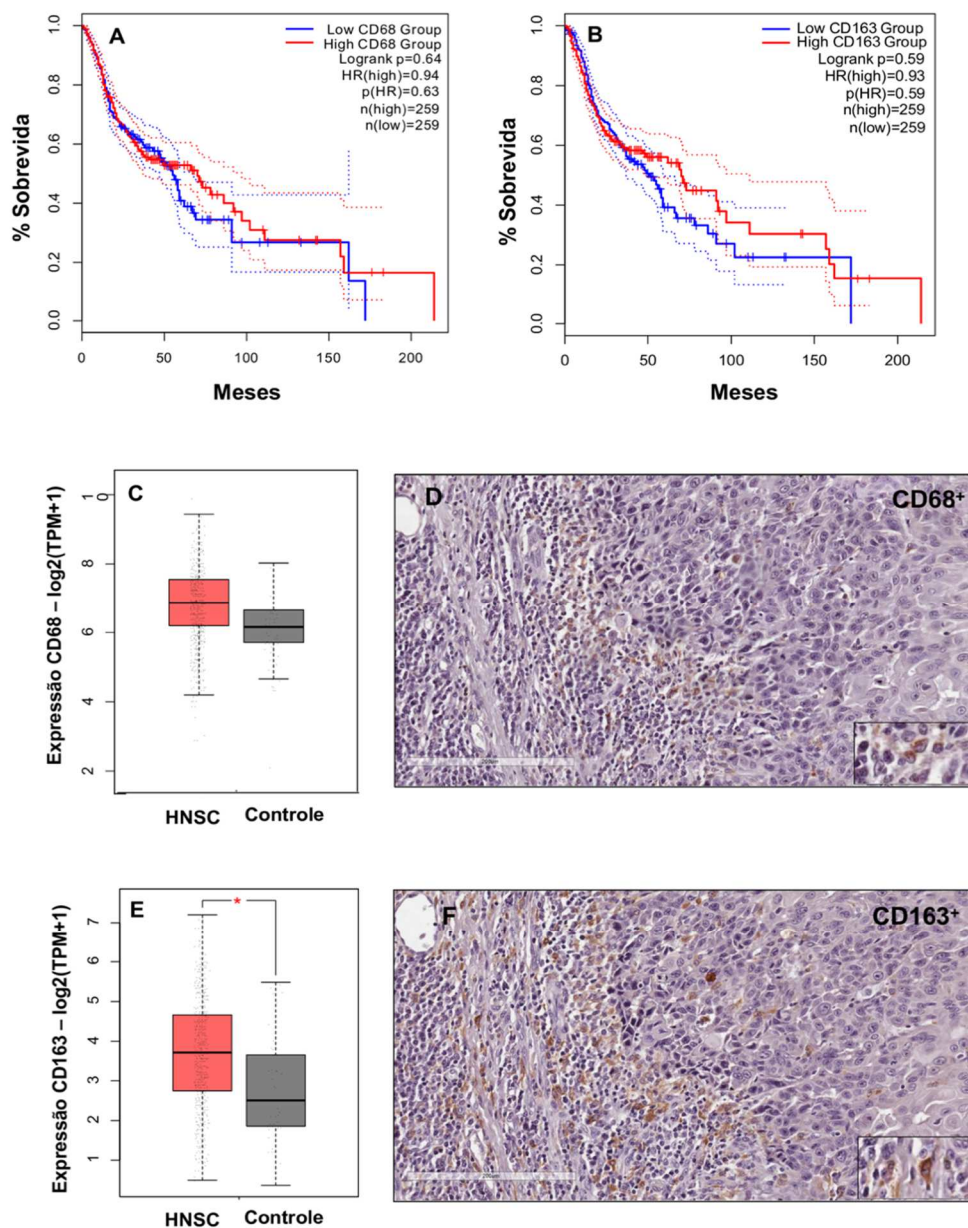 A
Low CD68 Group
High CD68 Group
Logrank p=0.64
HR(high)=0.94
p(HR)=0.63
n(high)=259
n(low)=259
% Sobrevida
1.0
0.8
0.6
0.4
0.2
0.0
0 50 100 150 200
Meses
B
Low CD163 Group
High CD163 Group
Logrank p=0.59
HR(high)=0.93
p(HR)=0.59
n(high)=259
n(low)=259
% Sobrevida
1.0
0.8
0.6
0.4
0.2
0.0
0 50 100 150 200
Meses
C
Expressão CD68 – log2(TPM+1)
10
8
6
4
2
HNSC Controle
D
CD68+
E
*
Expressão CD163 – log2(TPM+1)
7
6
5
4
3
2
1
HNSC Controle
F
CD163+